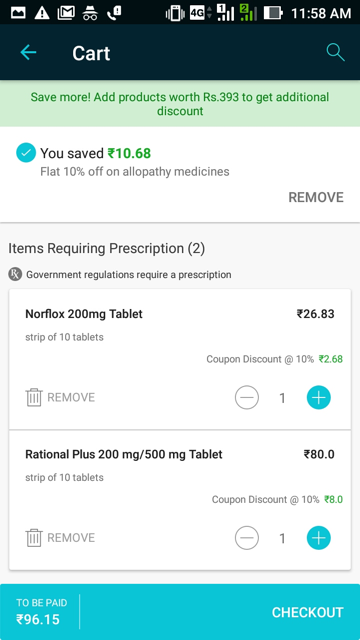 4G 1 2 11:58 AM
Cart
Save more! Add products worth Rs.393 to get additional
discount
You saved ₹10.68
Flat 10% off on allopathy medicines
REMOVE
Items Requiring Prescription (2)
Rx Government regulations require a prescription
Norflox 200mg Tablet ₹26.83
strip of 10 tablets
Coupon Discount @ 10% ₹2.68
REMOVE 1
Rational Plus 200 mg/500 mg Tablet ₹80.0
strip of 10 tablets
Coupon Discount @ 10% ₹8.0
REMOVE 1
TO BE PAID
₹96.15
CHECKOUT